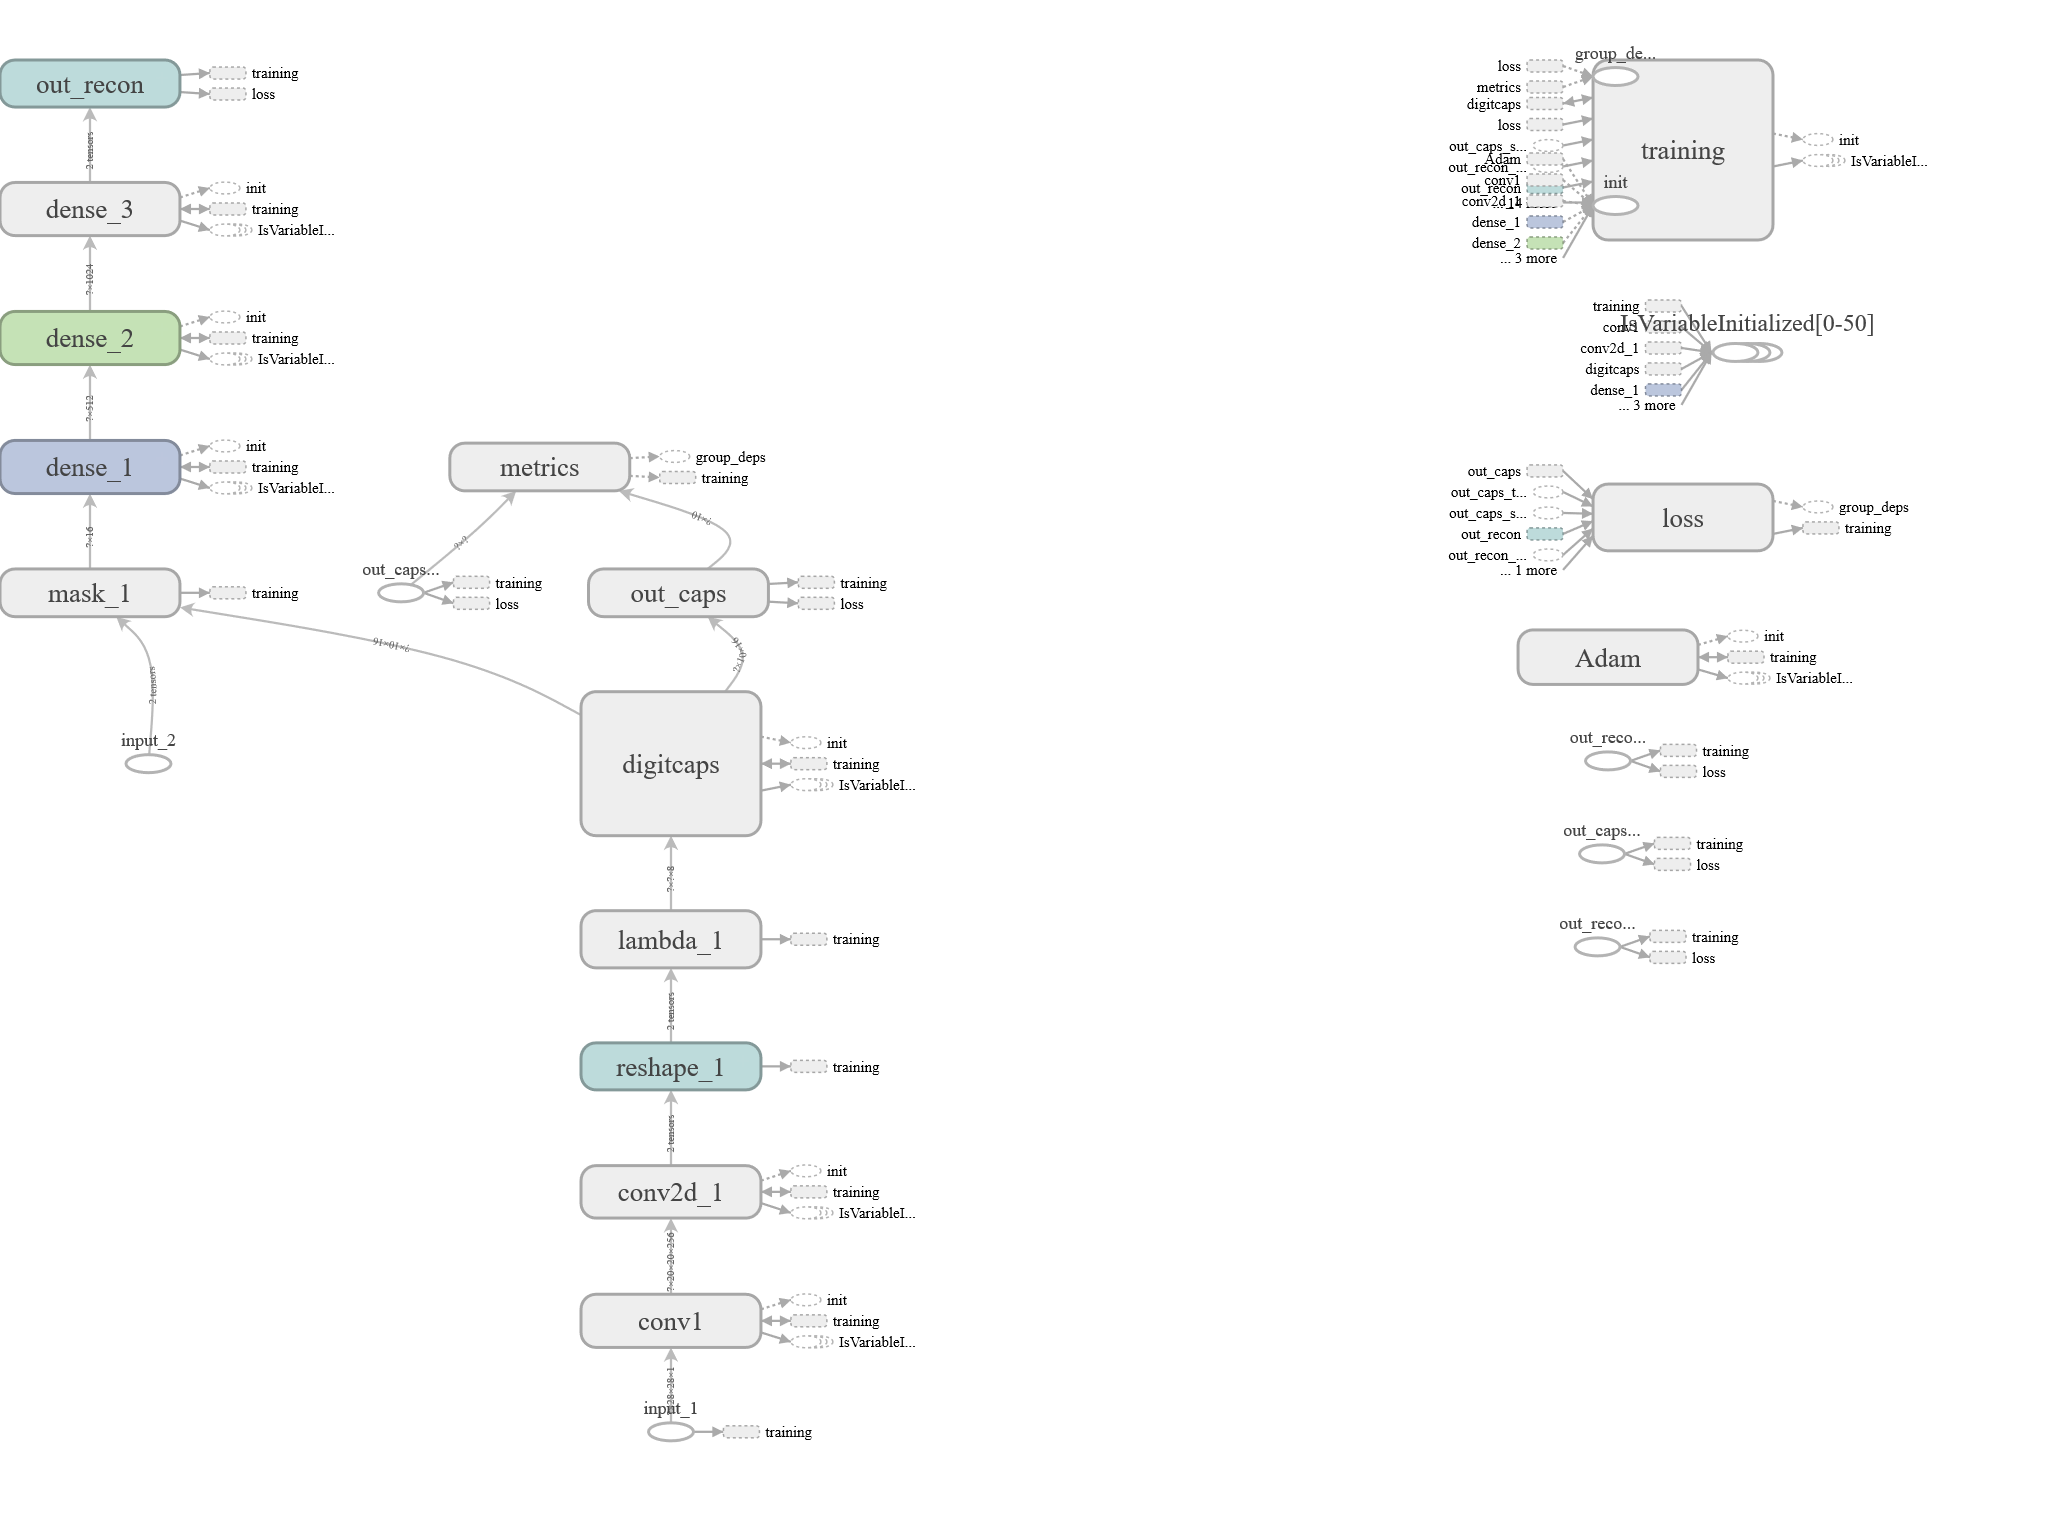 out_recon
training
loss
2 tensors
dense_3
init
training
IsVariableI...
?×1024
dense_2
init
training
IsVariableI...
?×512
dense_1
init
training
IsVariableI...
?×16
mask_1
training
2 tensors
input_2
metrics
group_deps
training
?×?
?×10
out_caps...
training
loss
out_caps
training
loss
?×10×16
?×10×16
digitcaps
init
training
IsVariableI...
?×?×8
lambda_1
training
2 tensors
reshape_1
training
2 tensors
conv2d_1
init
training
IsVariableI...
?×20×20×256
conv1
init
training
IsVariableI...
?×28×28×1
input_1
training
group_de...
loss
metrics
digitcaps
loss
out_caps_s...
Adam
out_recon_...
conv1
out_recon
conv2d_1
... 14
dense_1
dense_2
... 3 more
training
init
init
IsVariableI...
training
IsVariableInitialized[0-50]
conv1
conv2d_1
digitcaps
dense_1
... 3 more
out_caps
out_caps_t...
out_caps_s...
out_recon
out_recon_...
... 1 more
loss
group_deps
training
Adam
init
training
IsVariableI...
out_reco...
training
loss
out_caps...
training
loss
out_reco...
training
loss